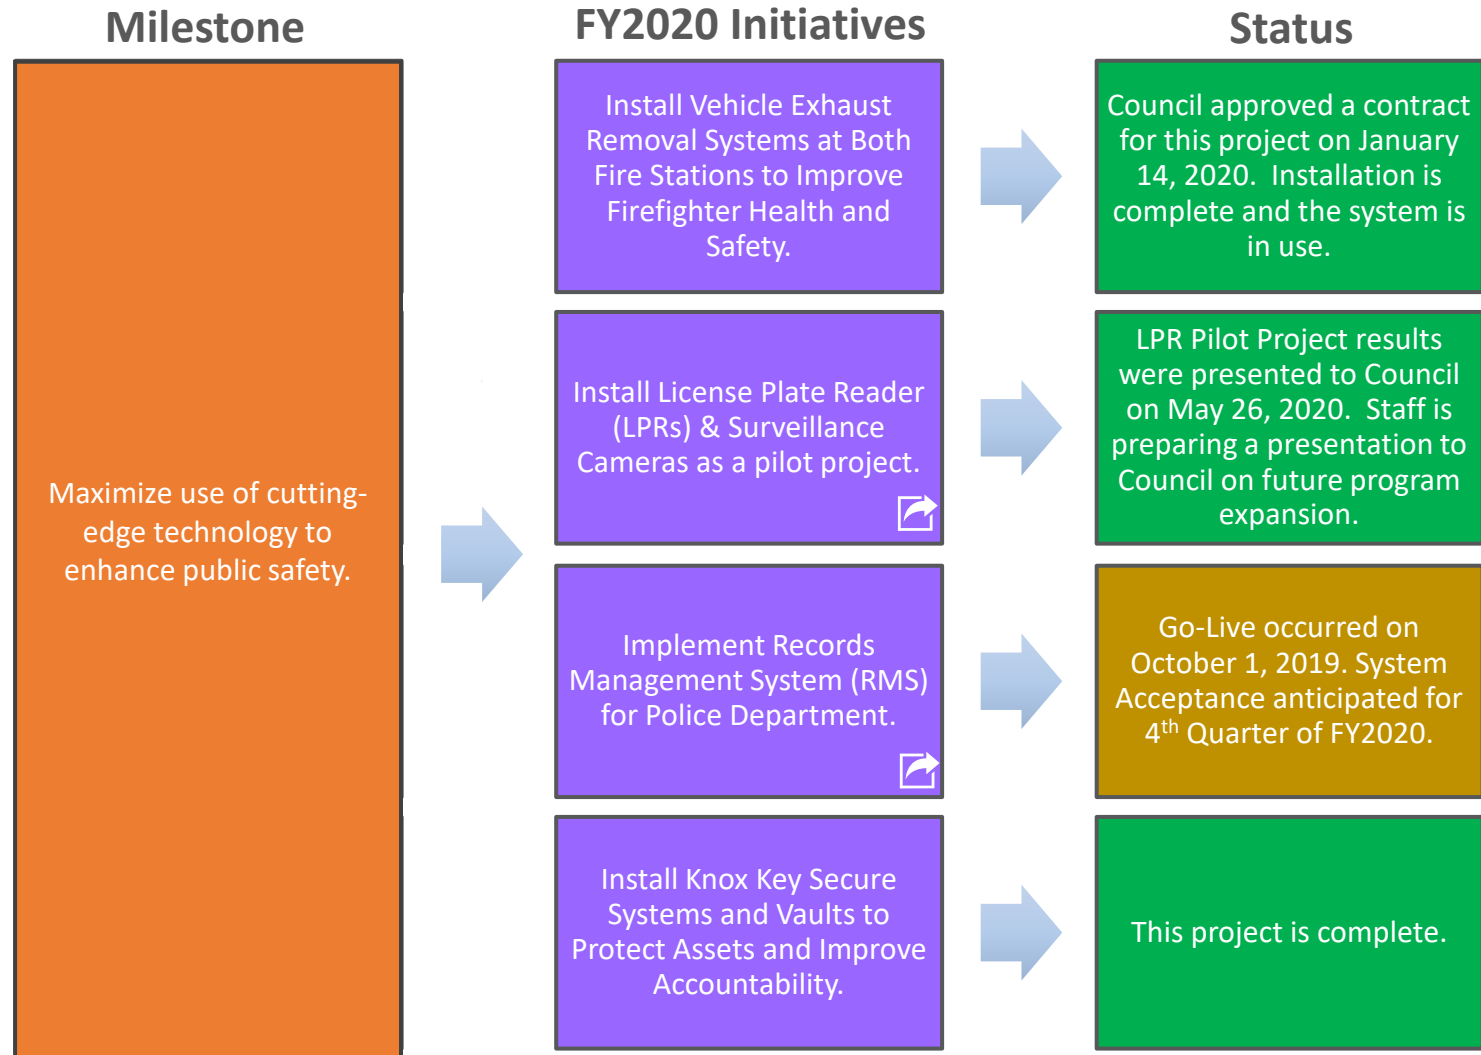 Milestone
FY2020 Initiatives
Status
Maximize use of cutting-
edge technology to
enhance public safety.
Install Vehicle Exhaust
Removal Systems at Both
Fire Stations to Improve
Firefighter Health and
Safety.
Council approved a contract
for this project on January
14, 2020.  Installation is
complete and the system is
in use.
Install License Plate Reader
(LPRs) & Surveillance
Cameras as a pilot project.
LPR Pilot Project results
were presented to Council
on May 26, 2020.  Staff is
preparing a presentation to
Council on future program
expansion.
Implement Records
Management System (RMS)
for Police Department.
Go-Live occurred on
October 1, 2019. System
Acceptance anticipated for
4th Quarter of FY2020.
Install Knox Key Secure
Systems and Vaults to
Protect Assets and Improve
Accountability.
This project is complete.